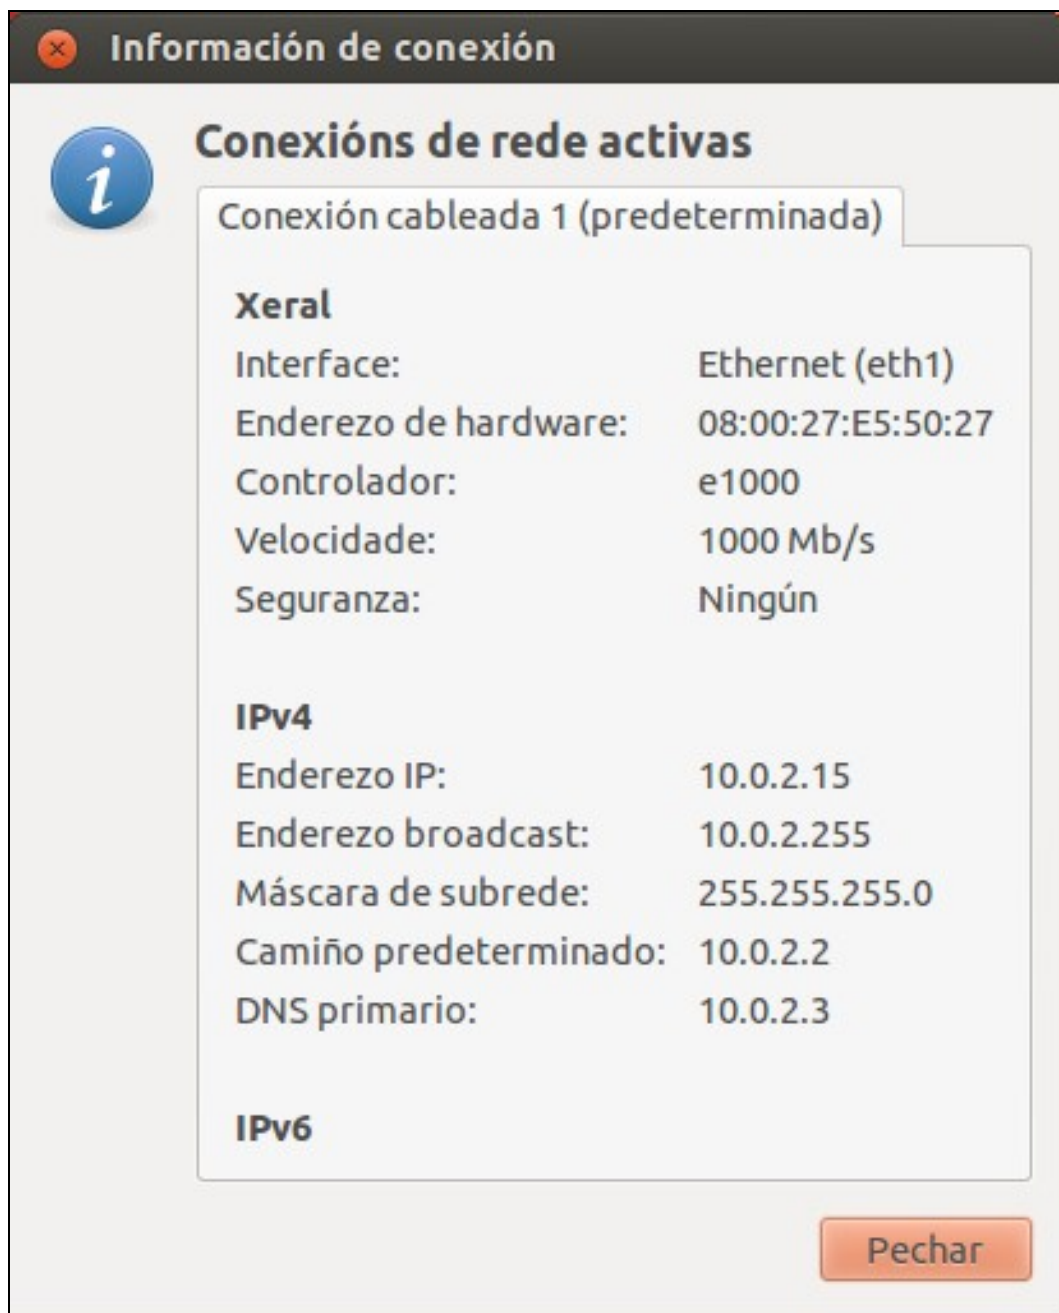 Información de conexión
Conexións de rede activas
Conexión cableada 1 (predeterminada)
Xeral
Interface: Ethernet (eth1)
Enderezo de hardware: 08:00:27:E5:50:27
Controlador: e1000
Velocidade: 1000 Mb/s
Seguranza: Ningún
IPv4
Enderezo IP: 10.0.2.15
Enderezo broadcast: 10.0.2.255
Máscara de subrede: 255.255.255.0
Camiño predeterminado: 10.0.2.2
DNS primario: 10.0.2.3
IPv6
Pechar